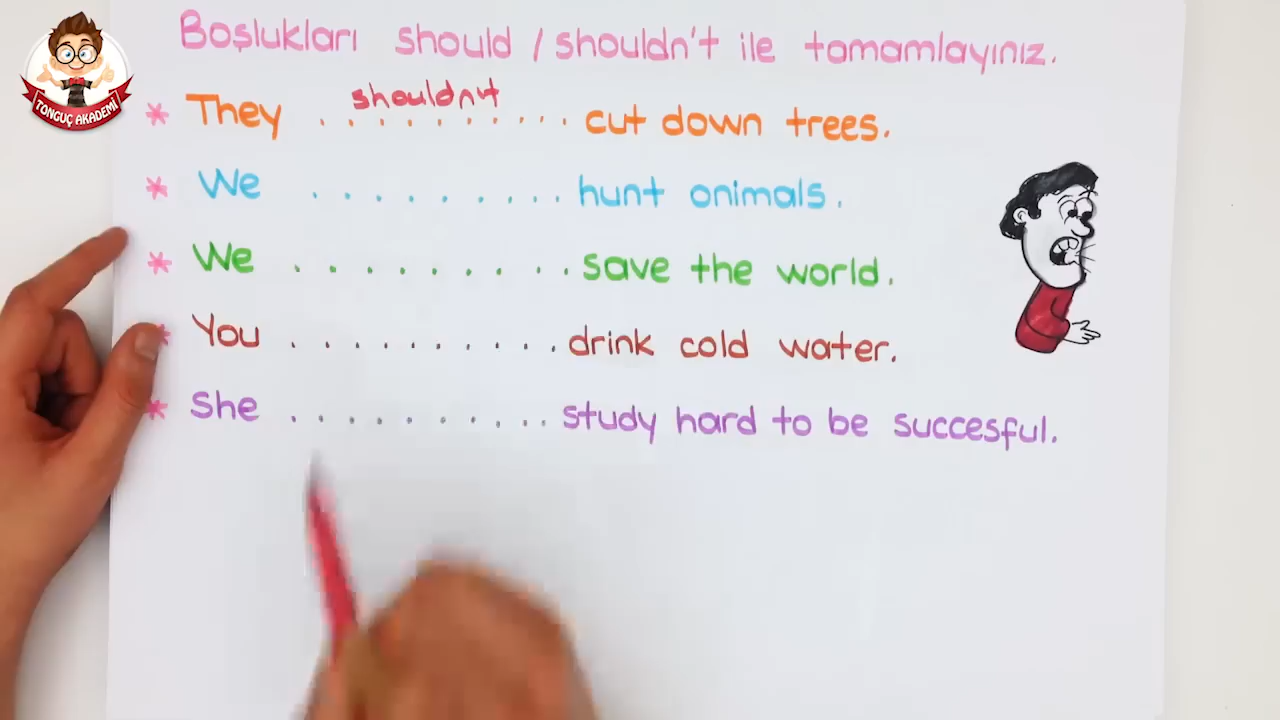 TONGUÇ AKADEMİ
Boşlukları should / shouldn't ile tamamlayınız.
* They shouldn't .......... cut down trees.
* We ......... hunt animals.
* We .......... save the world.
* You .......... drink cold water.
* She .......... study hard to be succesful.